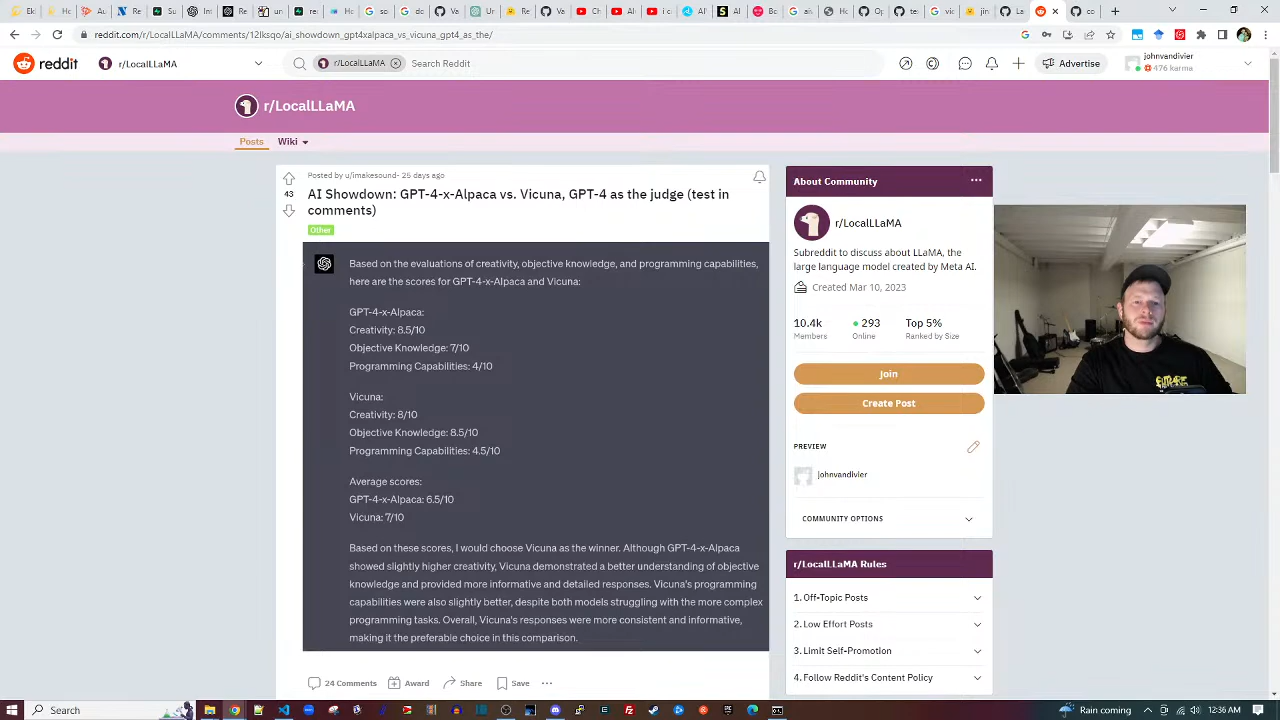 reddit.com/r/LocalLLaMA/comments/12lksqo/ai_showdown_gpt4xalpaca_vs_vicuna_gpt4_as_the/
reddit
r/LocalLLaMA
r/LocalLLaMA
Search Reddit
Advertise
johnvandivier
476 karma
r/LocalLLaMA
Posts
Wiki
43
Posted by u/imakesound- 25 days ago
AI Showdown: GPT-4-x-Alpaca vs. Vicuna, GPT-4 as the judge (test in
comments)
Other
Based on the evaluations of creativity, objective knowledge, and programming capabilities,
here are the scores for GPT-4-x-Alpaca and Vicuna:
GPT-4-x-Alpaca:
Creativity: 8.5/10
Objective Knowledge: 7/10
Programming Capabilities: 4/10
Vicuna:
Creativity: 8/10
Objective Knowledge: 8.5/10
Programming Capabilities: 4.5/10
Average scores:
GPT-4-x-Alpaca: 6.5/10
Vicuna: 7/10
Based on these scores, I would choose Vicuna as the winner. Although GPT-4-x-Alpaca
showed slightly higher creativity, Vicuna demonstrated a better understanding of objective
knowledge and provided more informative and detailed responses. Vicuna's programming
capabilities were also slightly better, despite both models struggling with the more complex
programming tasks. Overall, Vicuna's responses were more consistent and informative,
making it the preferable choice in this comparison.
24 Comments
Award
Share
Save
About Community
r/LocalLLaMA
Subreddit to discuss about LLaMA, the
large language model created by Meta AI.
Created Mar 10, 2023
10.4k
293
Top 5%
Members
Online
Ranked by Size
Join
Create Post
PREVIEW
johnvandivier
COMMUNITY OPTIONS
r/LocalLLaMA Rules
1. Off-Topic Posts
2. Low Effort Posts
3. Limit Self-Promotion
4. Follow Reddit's Content Policy
Search
12:36 AM